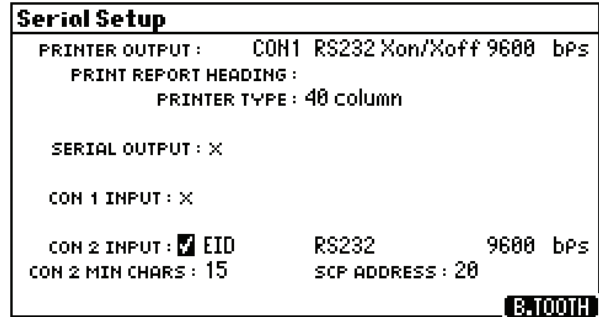 Serial Setup
PRINTER OUTPUT: CON1 RS232 Xon/Xoff 9600 bps
PRINT REPORT HEADING:
PRINTER TYPE: 40 column
SERIAL OUTPUT: ×
CON 1 INPUT: ×
CON 2 INPUT: ✓ EID RS232 9600 bps
CON 2 MIN CHARS: 15 SCP ADDRESS: 20
B.TOOTH